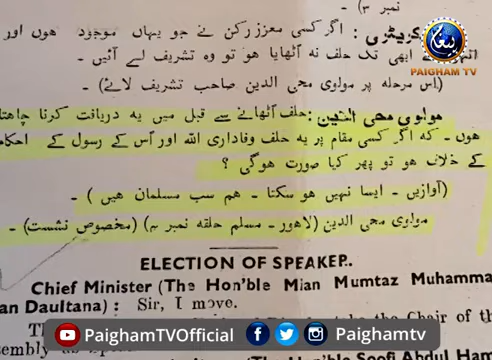 نمبر ۳)
کریٹری : اگر کسی معزز رکن نے جو یہاں موجود ہوں اور
نے ابھی تک حلف نہ اٹھایا ہو تو وہ تشریف لے آئیں -
(اس مرحلہ پر مولوی محی الدین صاحب تشریف لائے)
مولوی محی الدین : حلف اٹھانے سے قبل میں یہ دریافت کرنا چاہتا
ہوں - کہ اگر کسی مقام پر یہ حلف وفاداری اللہ اور اس کے رسول کے احکام
کے خلاف ہو تو پھر کیا صورت ہوگی ؟
(آوازیں - ایسا نہیں ہو سکتا - ہم سب مسلمان ہیں) -
مولوی محی الدین (لاہور - مسلم حلقہ نمبر ۳) (مخصوص نشست) -
ELECTION OF SPEAKER.
Chief Minister (The Hon'ble Mian Mumtaz Muhamma
an Daultana) : Sir, I move.
take the Chair of th
(The Hon'ble Soofi Abdul Ham
پیغام
PAIGHAM TV
PaighamTVOfficial
Paighamtv